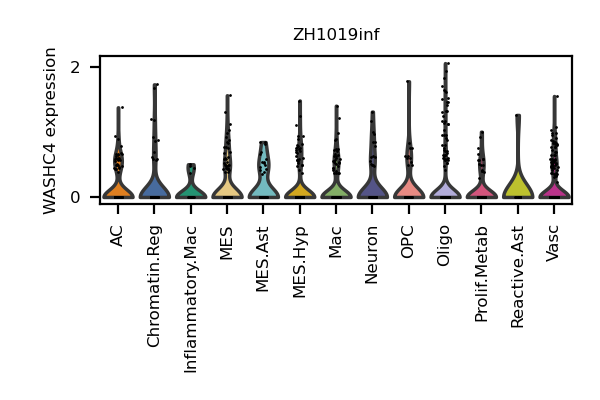 ZH1019inf
WASHC4 expression
2
0
AC
Chromatin.Reg
Inflammatory.Mac
MES
MES.Ast
MES.Hyp
Mac
Neuron
OPC
Oligo
Prolif.Metab
Reactive.Ast
Vasc